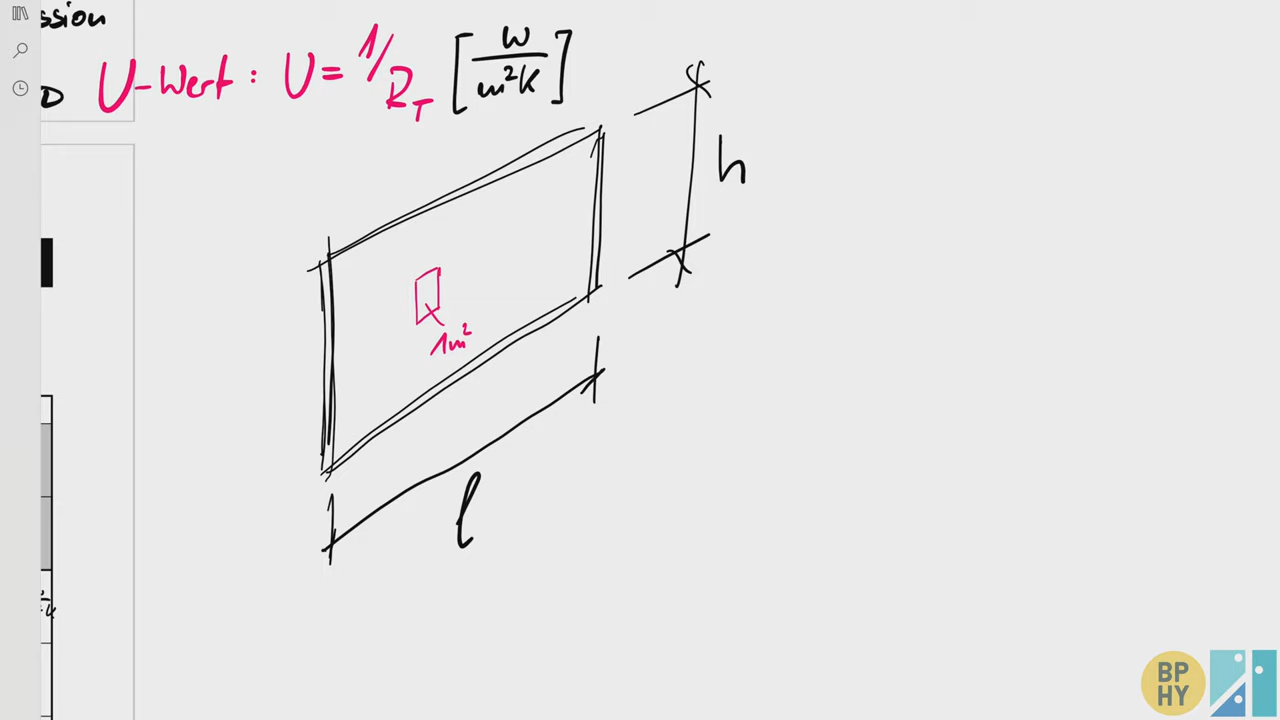 ssion
D U-Wert: U = 1/R_T [W/m²K]
h
1m²
l
BP
HY